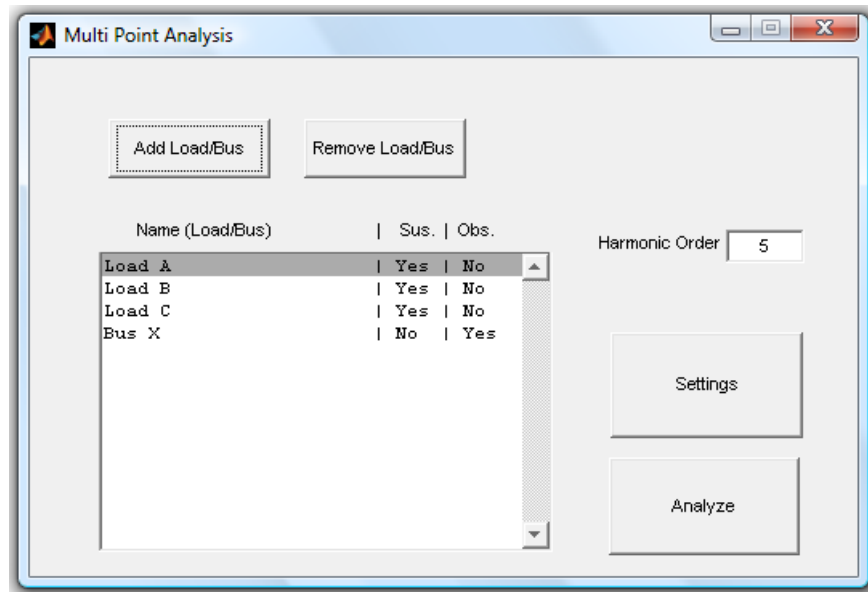 Multi Point Analysis
Add Load/Bus
Remove Load/Bus
Name (Load/Bus) | Sus. | Obs.
Load A | Yes | No
Load B | Yes | No
Load C | Yes | No
Bus X | No | Yes
Harmonic Order 5
Settings
Analyze